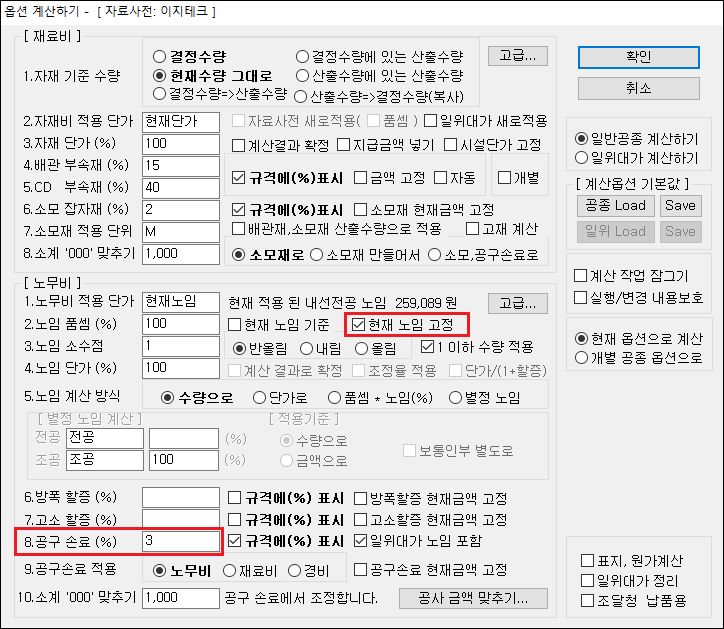 옵션 계산하기 - [ 자료사전: 이지테크 ]
[ 재료비 ]
1.자재 기준 수량
결정수량
결정수량에 있는 산출수량
현재수량 그대로
산출수량에 있는 산출수량
결정수량=>산출수량
산출수량=>결정수량(복사)
고급...
2.자재비 적용 단가 현재단가 자료사전 새로적용( 품셈 ) 일위대가 새로적용
3.자재 단가 (%) 100 계산결과 확정 지급금액 넣기 시설단가 고정
4.배관 부속재 (%) 15 규격에(%)표시 금액 고정 자동 개별
5.CD 부속재 (%) 40
6.소모 잡자재 (%) 2 규격에(%)표시 소모재 현재금액 고정
7.소모재 적용 단위 M 배관재,소모재 산출수량으로 적용 고재 계산
8.소계 '000' 맞추기 1,000 소모재로 소모재 만들어서 소모,공구손료로
[ 노무비 ]
1.노무비 적용 단가 현재노임 현재 적용 된 내선전공 노임 259,089 원 고급...
2.노임 품셈 (%) 100 현재 노임 기준 현재 노임 고정
3.노임 소수점 1 반올림 내림 올림 1 이하 수량 적용
4.노임 단가 (%) 100 계산 결과로 확정 조정율 적용 단가/(1+할증)
5.노임 계산 방식 수량으로 단가로 품셈 * 노임(%) 별정 노임
[ 별정 노임 계산 ] [ 적용기준 ]
전공 전공 (%) 수량으로
보통인부 별도로
조공 조공 100 (%) 금액으로
6.방폭 할증 (%) 규격에(%) 표시 방폭할증 현재금액 고정
7.고소 할증 (%) 규격에(%) 표시 고소할증 현재금액 고정
8.공구 손료 (%) 3 규격에(%) 표시 일위대가 노임 포함
9.공구손료 적용 노무비 재료비 경비 공구손료 현재금액 고정
10.소계 '000' 맞추기 1,000 공구 손료에서 조정합니다. 공사 금액 맞추기...
확인
취소
일반공종 계산하기
일위대가 계산하기
[ 계산옵션 기본값 ]
공종 Load Save
일위 Load Save
계산 작업 잠그기
실행/변경 내용보호
현재 옵션으로 계산
개별 공종 옵션으로
표지, 원가계산
일위대가 정리
조달청 납품용